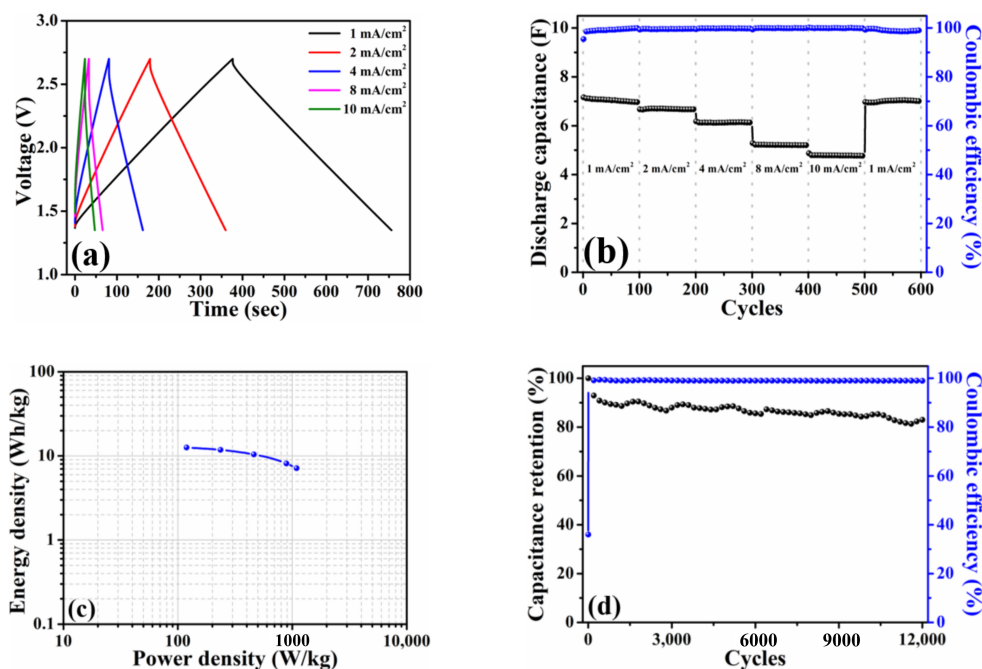 3.0
2.5
2.0
1.5
1.0
Voltage (V)
1 mA/cm²
2 mA/cm²
4 mA/cm²
8 mA/cm²
10 mA/cm²
(a)
0 100 200 300 400 500 600 700 800
Time (sec)
10
8
6
4
2
0
Discharge capacitance (F)
1 mA/cm² 2 mA/cm² 4 mA/cm² 8 mA/cm² 10 mA/cm² 1 mA/cm²
(b)
100
80
60
40
20
0
Coulombic efficiency (%)
0 100 200 300 400 500 600
Cycles
100
10
1
0.1
Energy density (Wh/kg)
(c)
10 100 1000 10,000
Power density (W/kg)
100
80
60
40
20
0
Capacitance retention (%)
(d)
100
80
60
40
20
0
Coulombic efficiency (%)
0 3,000 6000 9000 12,000
Cycles